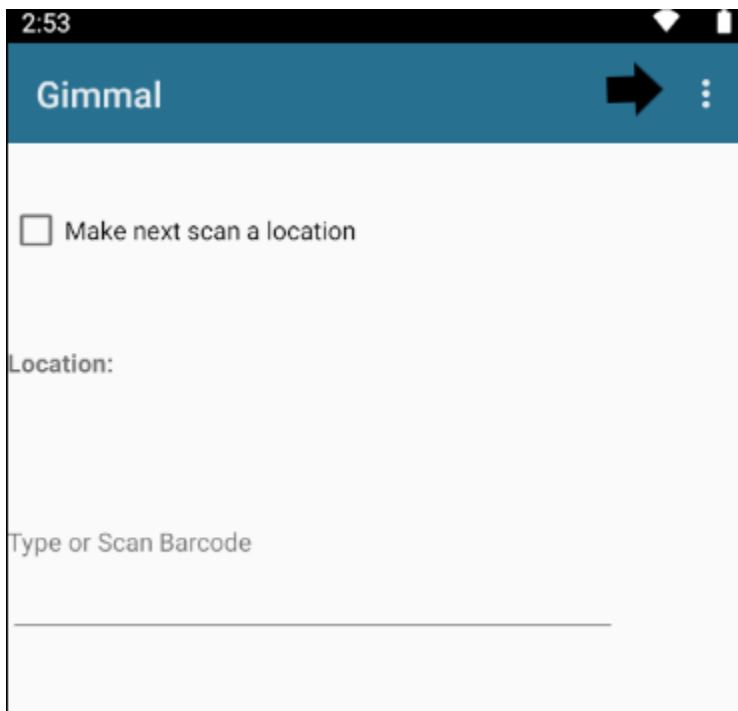 2:53
Gimmal
Make next scan a location
Location:
Type or Scan Barcode